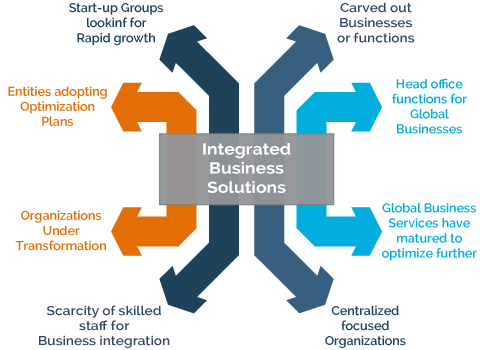 Start-up Groups
lookinf for
Rapid growth
Carved out
Businesses
or functions
Entities adopting
Optimization
Plans
Head office
functions for
Global
Businesses
Integrated
Business
Solutions
Organizations
Under
Transformation
Global Business
Services have
matured to
optimize further
Scarcity of skilled
staff for
Business integration
Centralized
focused
Organizations